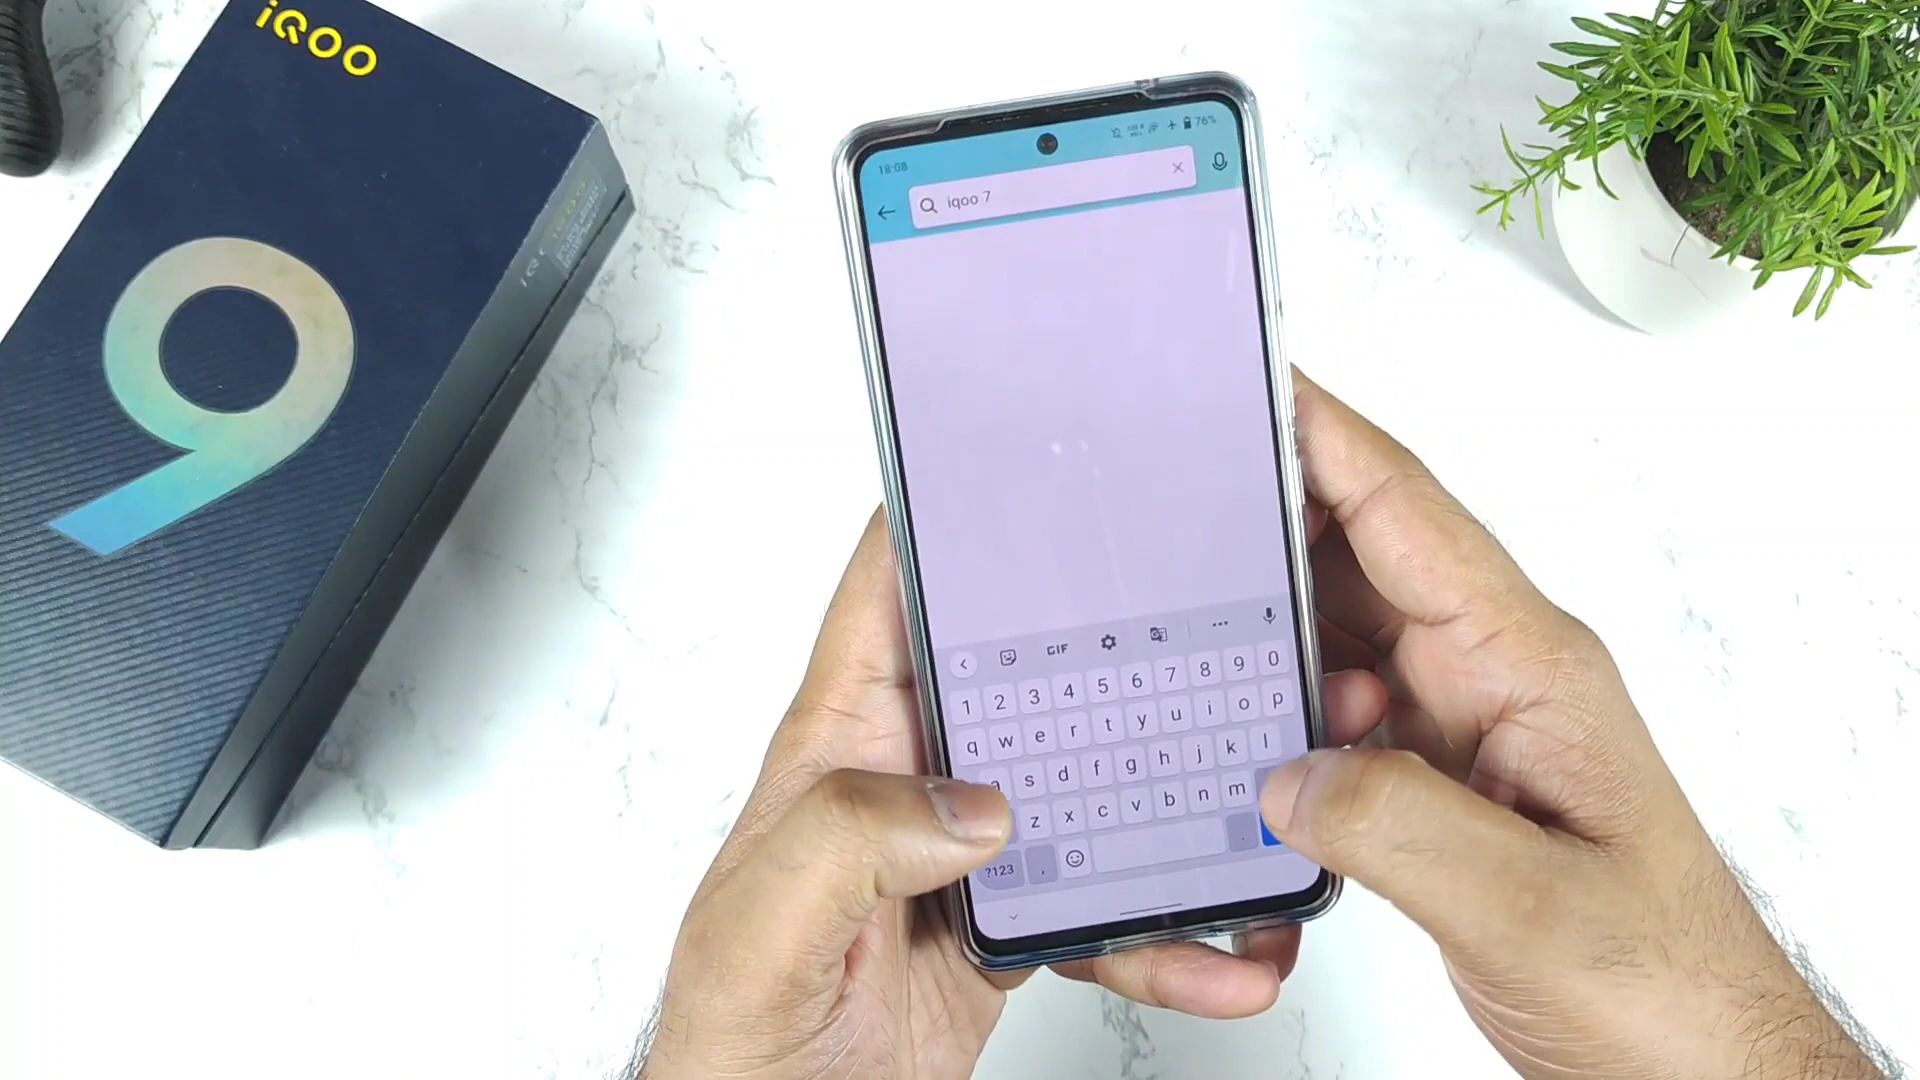 iQOO
9
18:08
76%
iqoo 7
GIF
1 2 3 4 5 6 7 8 9 0
q w e r t y u i o p
a s d f g h j k l
z x c v b n m
?123 , .